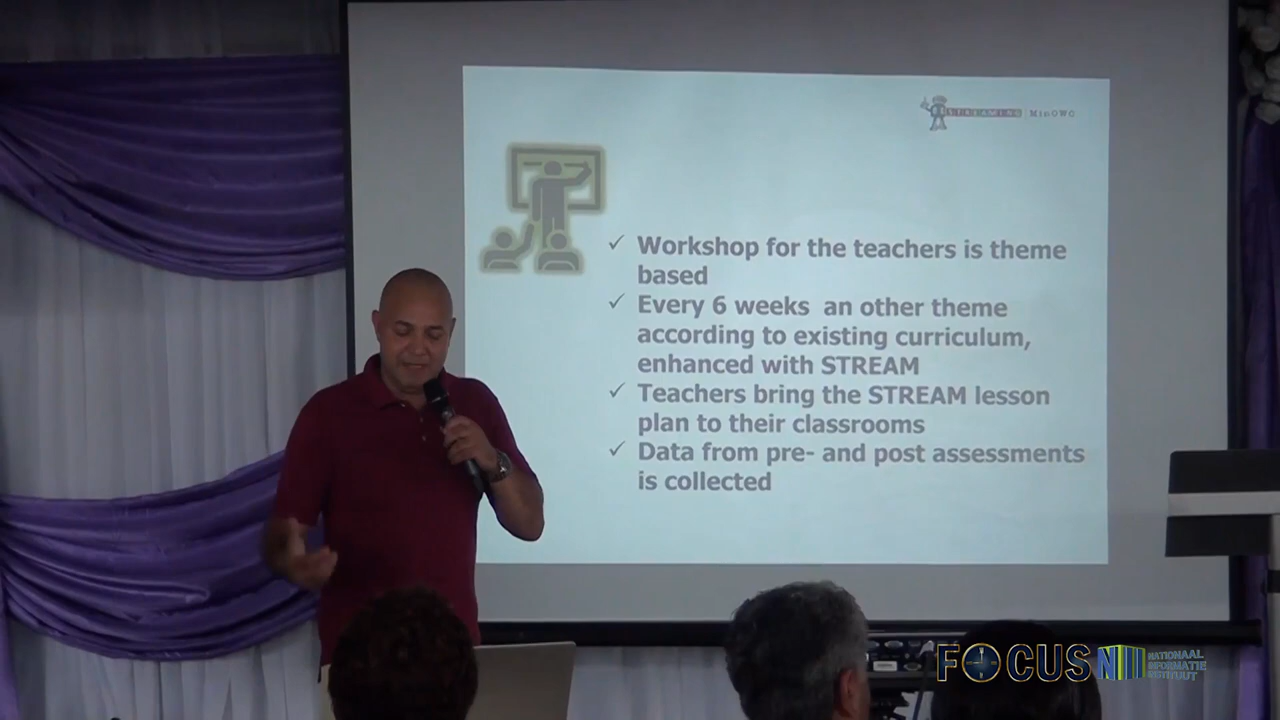 STREAMING MinOWC
✓ Workshop for the teachers is theme
based
✓ Every 6 weeks an other theme
according to existing curriculum,
enhanced with STREAM
✓ Teachers bring the STREAM lesson
plan to their classrooms
✓ Data from pre- and post assessments
is collected
FOCUS NII NATIONAAL
INFORMATIE
INSTITUUT